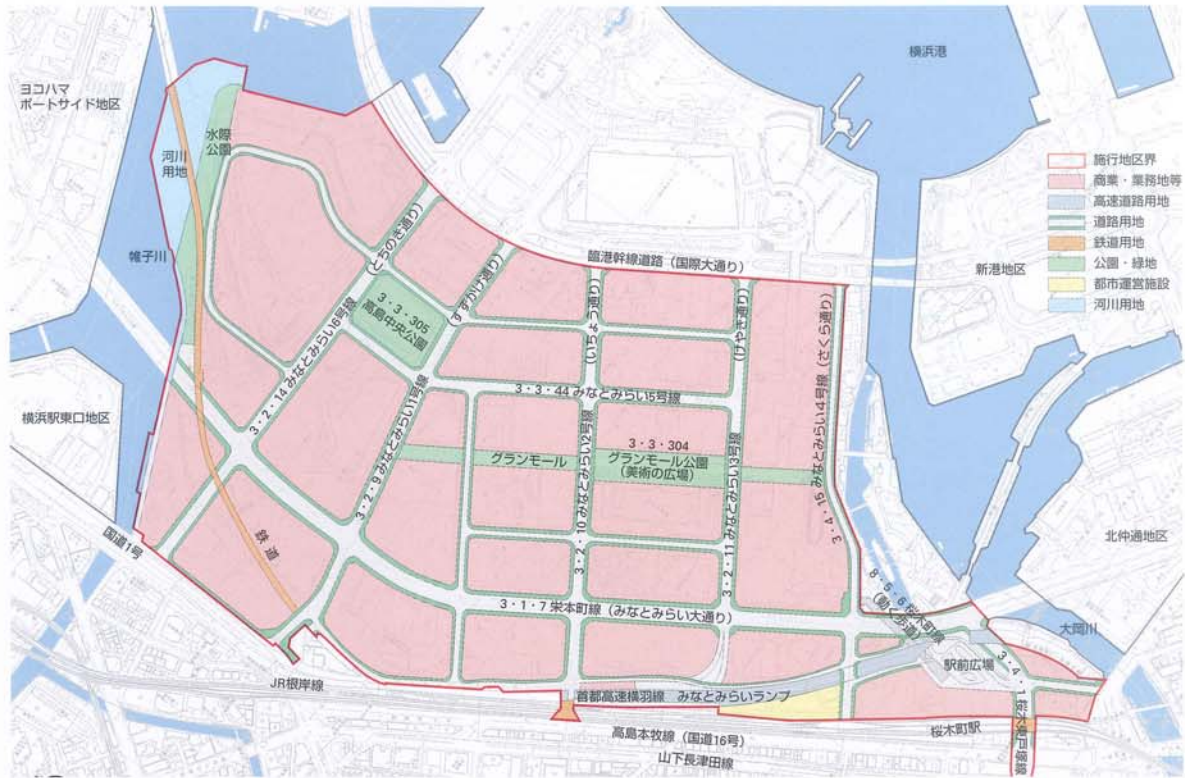 横浜港
ヨコハマ
ポートサイド地区
水際
公園
河川
用地
施行地区界
商業・業務地等
高速道路用地
道路用地
鉄道用地
公園・緑地
都市運営施設
河川用地
帷子川
(とちのき通り)
臨港幹線道路(国際大通り)
新港地区
(すずかけ通り)
(いちょう通り)
(けやき通り)
3・3・305
高島中央公園
3・2・14 みなとみらい6号線
3・3・44 みなとみらい5号線
3・4・15 みなとみらい4号線(さくら通り)
横浜駅東口地区
3・2・9 みなとみらい1号線
3・2・10 みなとみらい2号線
3・2・11 みなとみらい3号線
グランモール
3・3・304
グランモール公園
(美術の広場)
国道1号
鉄道
北仲通地区
3・1・7 栄本町線(みなとみらい大通り)
8・5・6 桜木町線
(動く歩道)
大岡川
駅前広場
3・4・1 桜木東戸塚線
JR根岸線
首都高速横羽線 みなとみらいランプ
高島本牧線(国道16号)
桜木町駅
山下長津田線